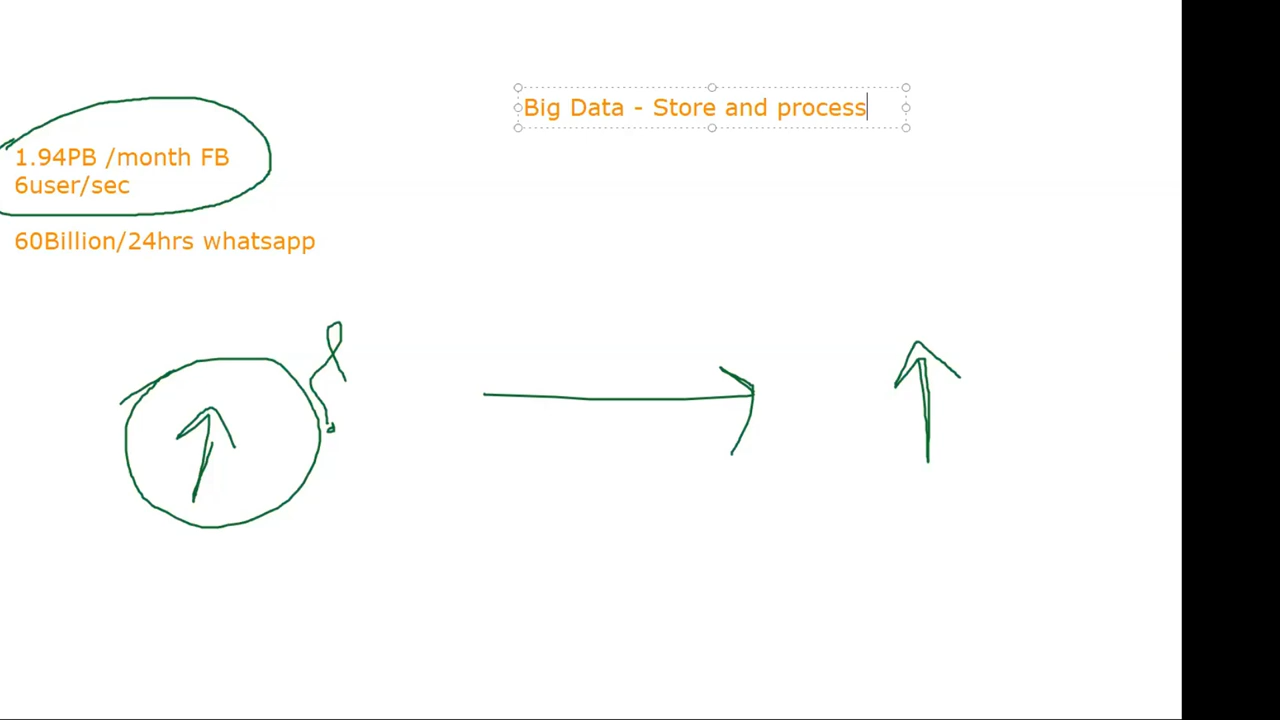 Big Data - Store and process
1.94PB /month FB
6user/sec
60Billion/24hrs whatsapp